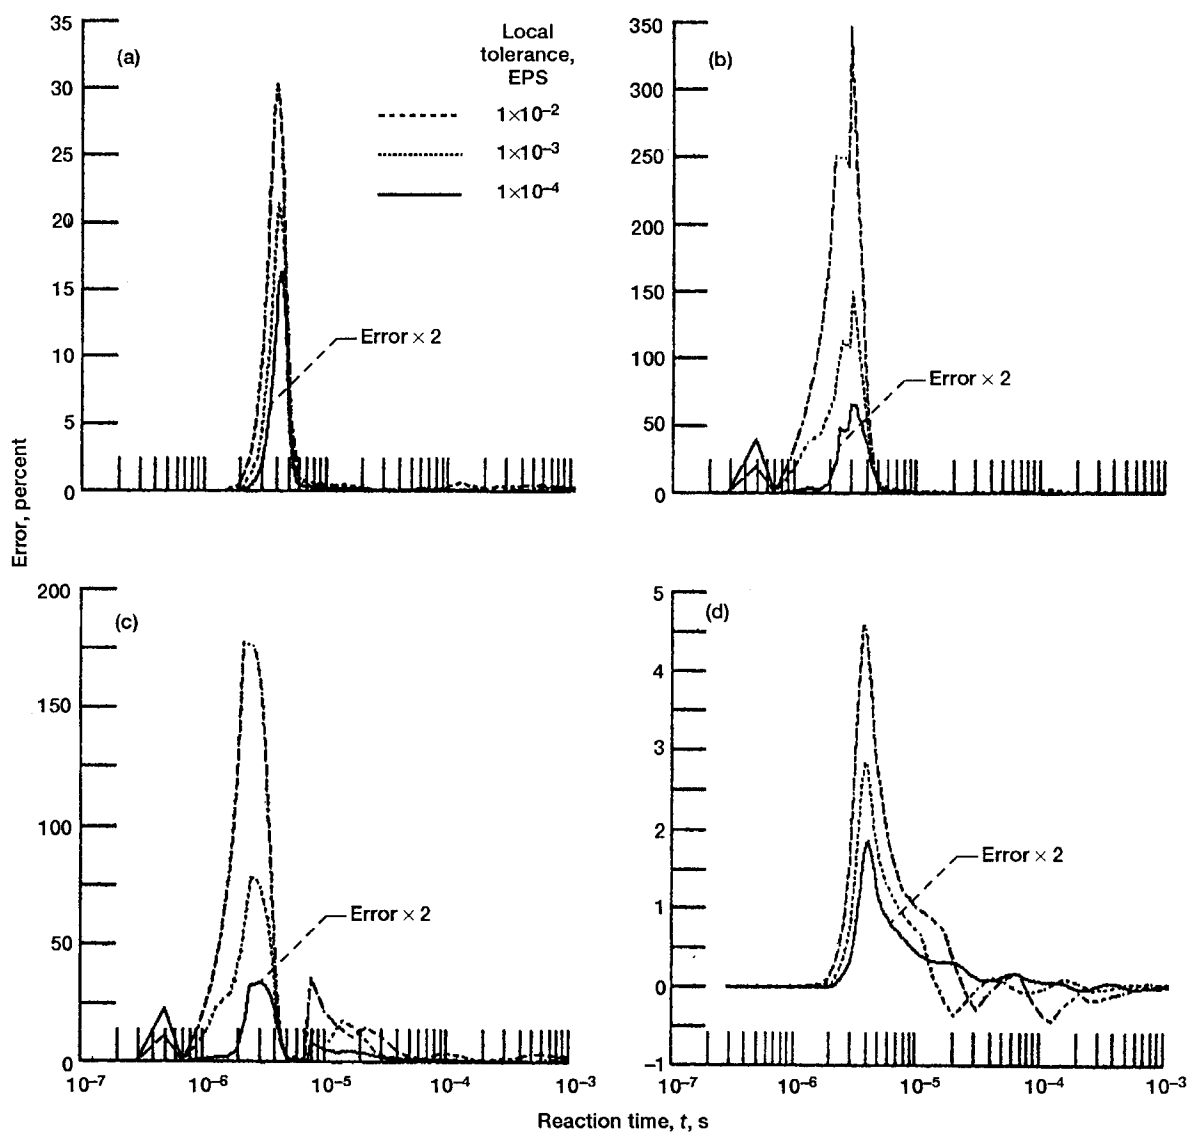 (a)
35
30
25
20
15
10
5
0
Local
tolerance,
EPS
1×10⁻²
1×10⁻³
1×10⁻⁴
Error × 2
(b)
350
300
250
200
150
100
50
0
Error × 2
Error, percent
(c)
200
150
100
50
0
Error × 2
10⁻⁷ 10⁻⁶ 10⁻⁵ 10⁻⁴ 10⁻³
(d)
5
4
3
2
1
0
−1
Error × 2
10⁻⁷ 10⁻⁶ 10⁻⁵ 10⁻⁴ 10⁻³
Reaction time, t, s